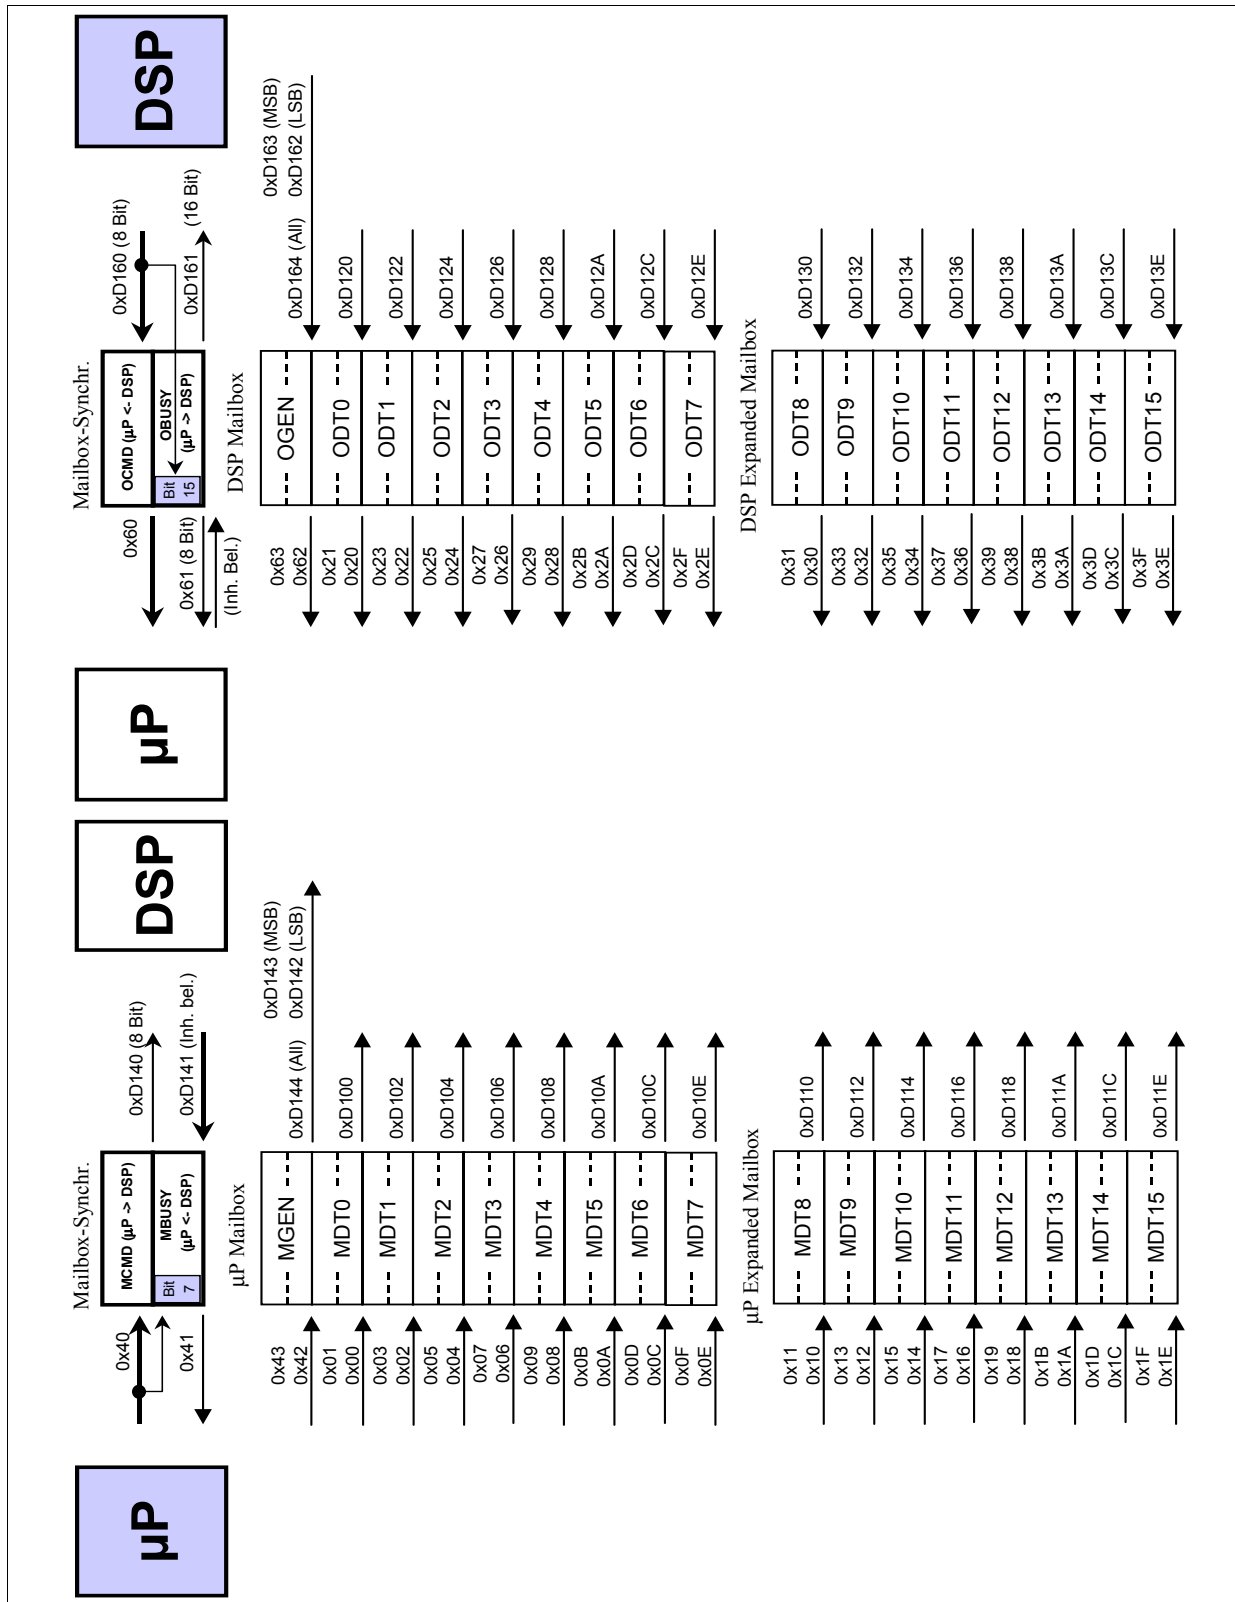 µP
DSP
Mailbox-Synchr.
0x40
MCMD (µP -> DSP)
0xD140 (8 Bit)
Bit
7
MBUSY
(µP <- DSP)
0x41
0xD141 (Inh. bel.)
µP Mailbox
0xD143 (MSB)
0xD144 (All)
0xD142 (LSB)
0x43
0x42
MGEN
0x01
0x00
MDT0
0xD100
0x03
0x02
MDT1
0xD102
0x05
0x04
MDT2
0xD104
0x07
0x06
MDT3
0xD106
0x09
0x08
MDT4
0xD108
0x0B
0x0A
MDT5
0xD10A
0x0D
0x0C
MDT6
0xD10C
0x0F
0x0E
MDT7
0xD10E
µP Expanded Mailbox
0x11
0x10
MDT8
0xD110
0x13
0x12
MDT9
0xD112
0x15
0x14
MDT10
0xD114
0x17
0x16
MDT11
0xD116
0x19
0x18
MDT12
0xD118
0x1B
0x1A
MDT13
0xD11A
0x1D
0x1C
MDT14
0xD11C
0x1F
0x1E
MDT15
0xD11E
µP
DSP
Mailbox-Synchr.
0x60
OCMD (µP <- DSP)
0xD160 (8 Bit)
Bit
15
OBUSY
(µP -> DSP)
0x61 (8 Bit)
(Inh. Bel.)
0xD161
(16 Bit)
DSP Mailbox
0xD163 (MSB)
0xD164 (All)
0xD162 (LSB)
0x63
0x62
OGEN
0x21
0x20
ODT0
0xD120
0x23
0x22
ODT1
0xD122
0x25
0x24
ODT2
0xD124
0x27
0x26
ODT3
0xD126
0x29
0x28
ODT4
0xD128
0x2B
0x2A
ODT5
0xD12A
0x2D
0x2C
ODT6
0xD12C
0x2F
0x2E
ODT7
0xD12E
DSP Expanded Mailbox
0x31
0x30
ODT8
0xD130
0x33
0x32
ODT9
0xD132
0x35
0x34
ODT10
0xD134
0x37
0x36
ODT11
0xD136
0x39
0x38
ODT12
0xD138
0x3B
0x3A
ODT13
0xD13A
0x3D
0x3C
ODT14
0xD13C
0x3F
0x3E
ODT15
0xD13E